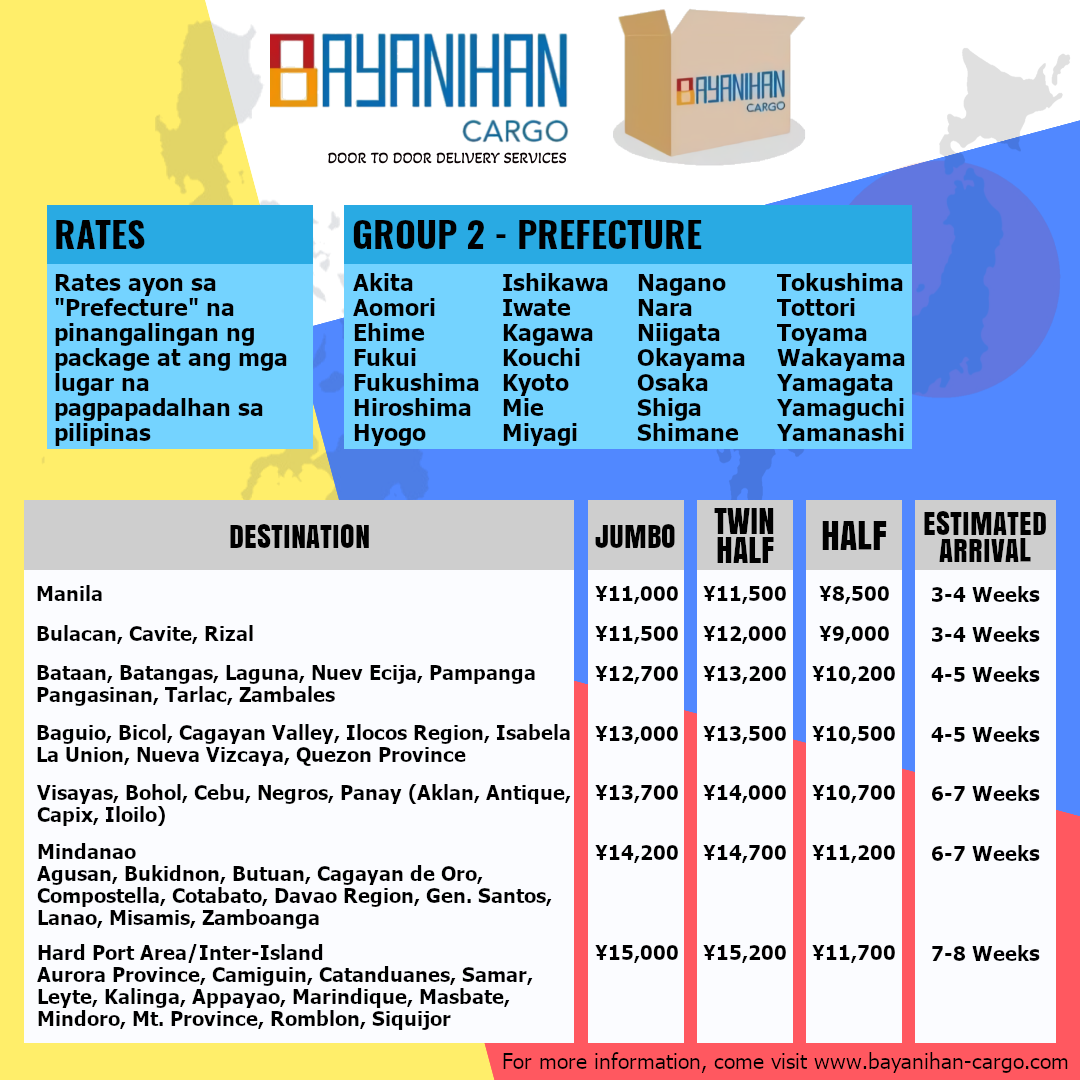 BAYANIHAN
CARGO
DOOR TO DOOR DELIVERY SERVICES
BAYANIHAN
CARGO
RATES
Rates ayon sa
"Prefecture" na
pinangalingan ng
package at ang mga
lugar na
pagpapadalhan sa
pilipinas
GROUP 2 - PREFECTURE
Akita Ishikawa Nagano Tokushima
Aomori Iwate Nara Tottori
Ehime Kagawa Niigata Toyama
Fukui Kouchi Okayama Wakayama
Fukushima Kyoto Osaka Yamagata
Hiroshima Mie Shiga Yamaguchi
Hyogo Miyagi Shimane Yamanashi
DESTINATION JUMBO TWIN HALF HALF ESTIMATED ARRIVAL
Manila ¥11,000 ¥11,500 ¥8,500 3-4 Weeks
Bulacan, Cavite, Rizal ¥11,500 ¥12,000 ¥9,000 3-4 Weeks
Bataan, Batangas, Laguna, Nuev Ecija, Pampanga ¥12,700 ¥13,200 ¥10,200 4-5 Weeks
Pangasinan, Tarlac, Zambales
Baguio, Bicol, Cagayan Valley, Ilocos Region, Isabela ¥13,000 ¥13,500 ¥10,500 4-5 Weeks
La Union, Nueva Vizcaya, Quezon Province
Visayas, Bohol, Cebu, Negros, Panay (Aklan, Antique, ¥13,700 ¥14,000 ¥10,700 6-7 Weeks
Capix, Iloilo)
Mindanao ¥14,200 ¥14,700 ¥11,200 6-7 Weeks
Agusan, Bukidnon, Butuan, Cagayan de Oro,
Compostella, Cotabato, Davao Region, Gen. Santos,
Lanao, Misamis, Zamboanga
Hard Port Area/Inter-Island ¥15,000 ¥15,200 ¥11,700 7-8 Weeks
Aurora Province, Camiguin, Catanduanes, Samar,
Leyte, Kalinga, Appayao, Marindique, Masbate,
Mindoro, Mt. Province, Romblon, Siquijor
For more information, come visit www.bayanihan-cargo.com